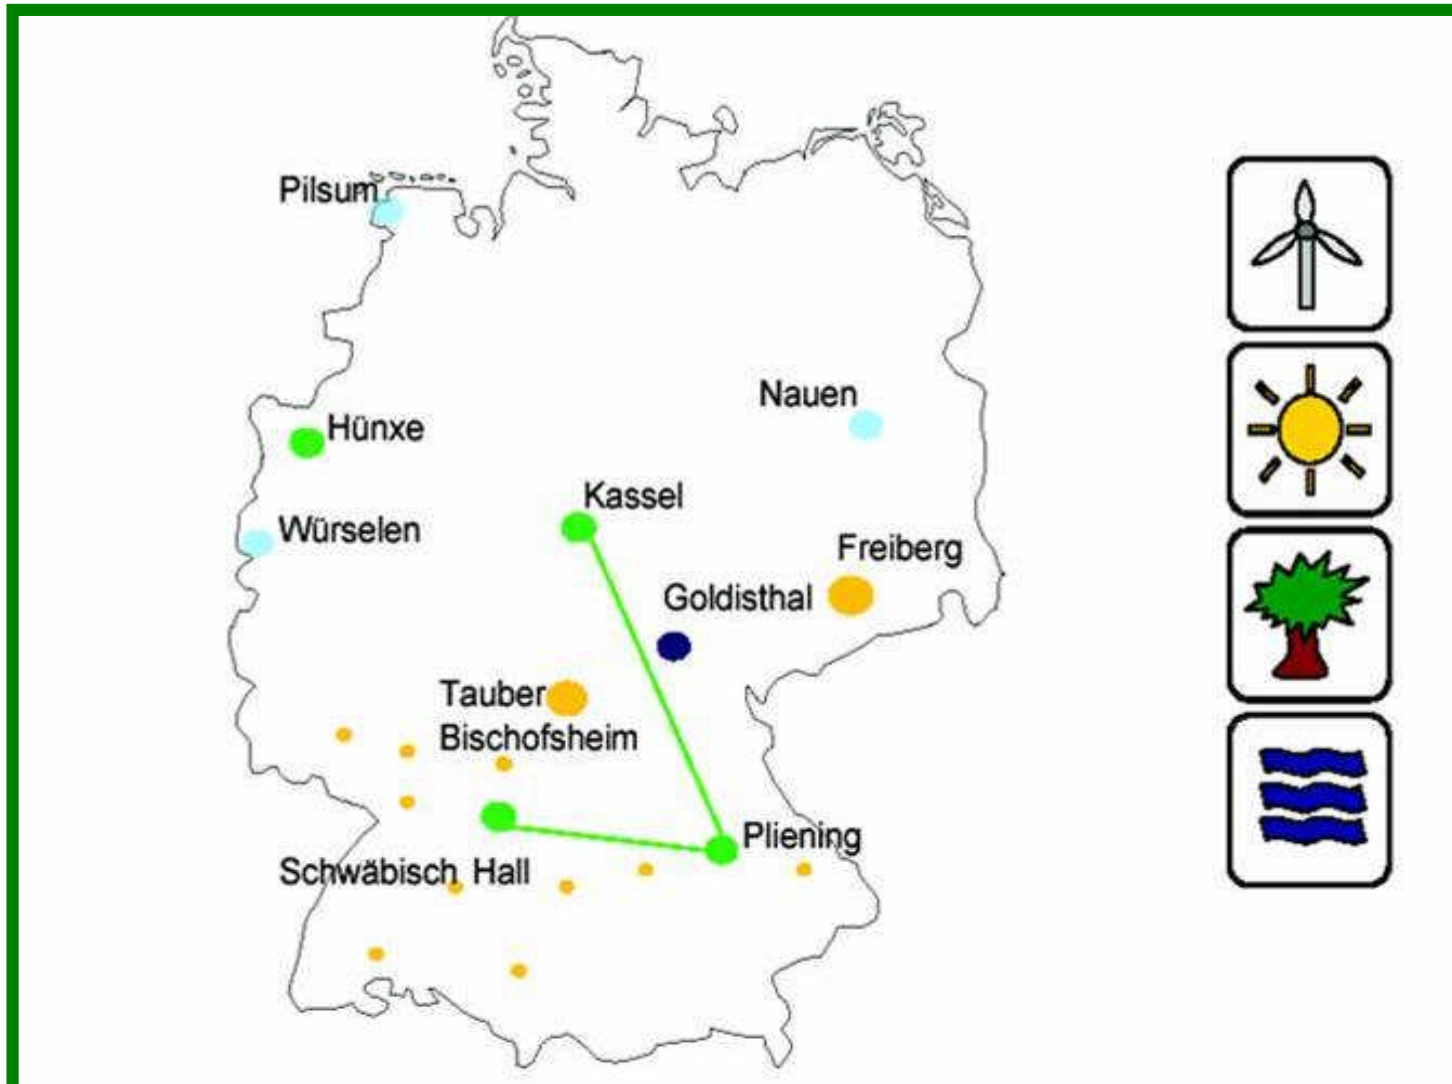 Pilsum
Nauen
Hünxe
Kassel
Würselen
Freiberg
Goldisthal
Tauber
Bischofsheim
Pliening
Schwäbisch Hall